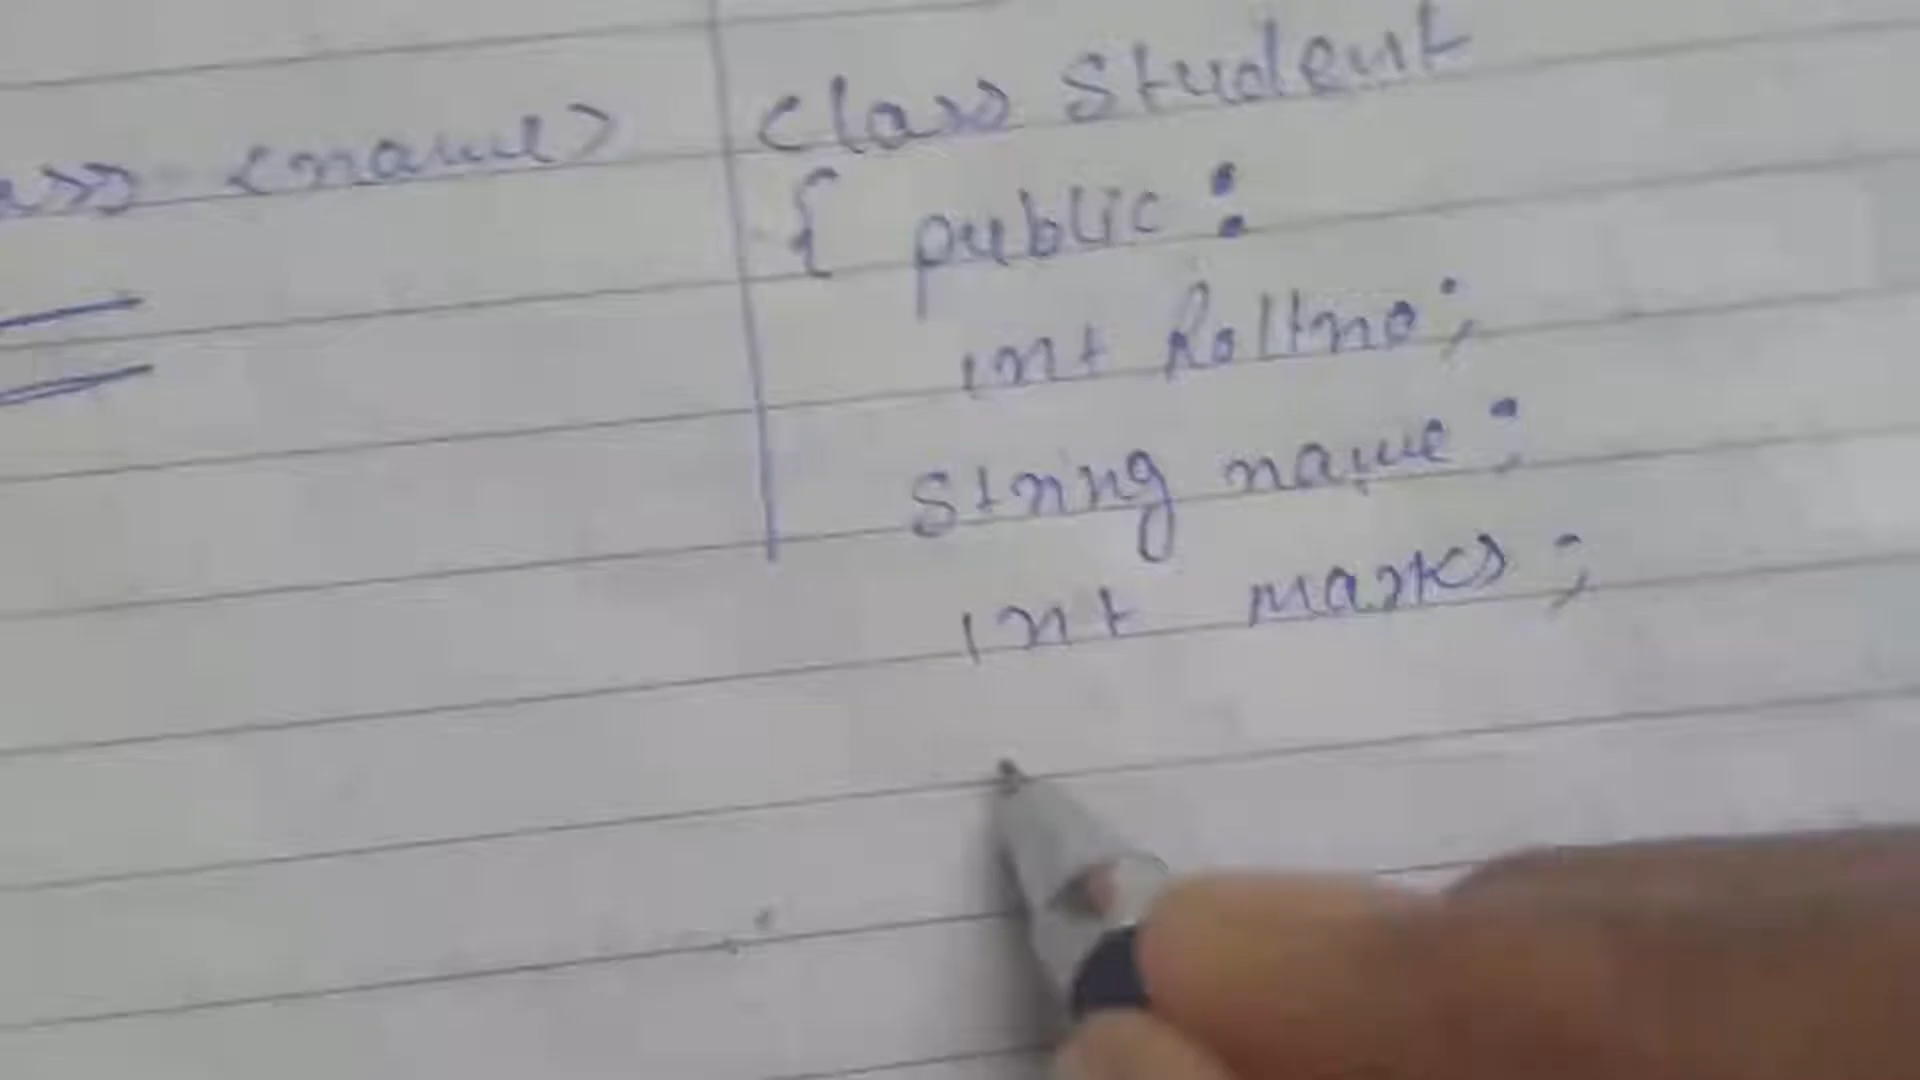 <name>
class Student
{ public :
int Rollno ;
String name ;
int marks ;